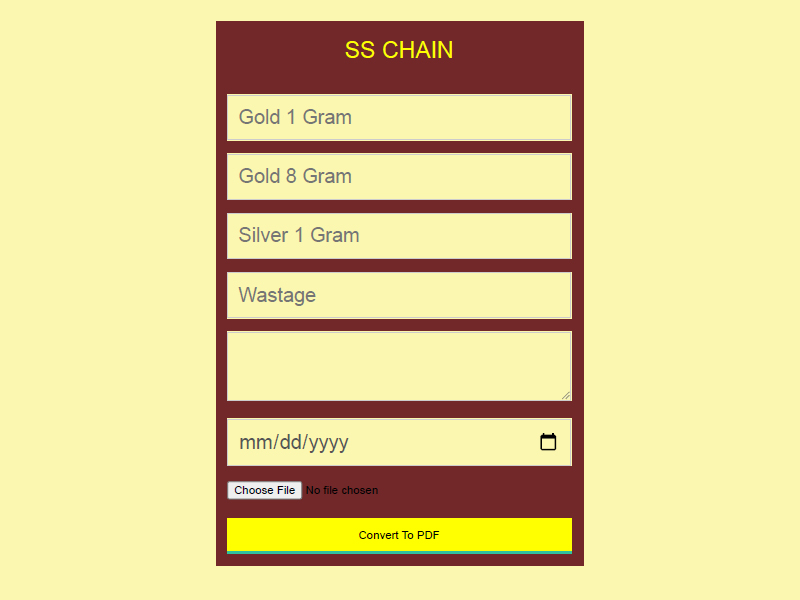 SS CHAIN
Gold 1 Gram
Gold 8 Gram
Silver 1 Gram
Wastage
mm/dd/yyyy
Choose File No file chosen
Convert To PDF